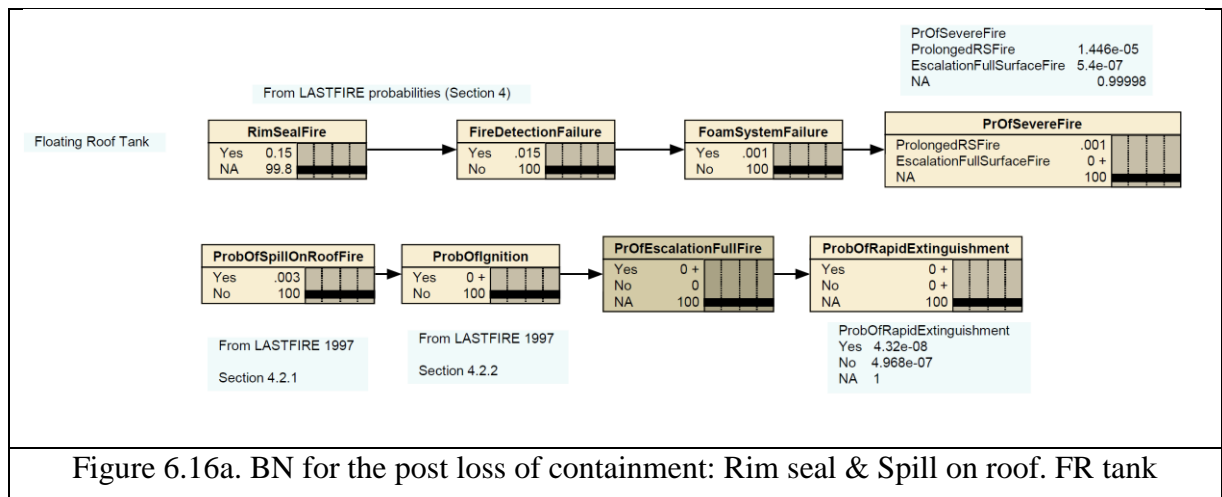 PrOfSevereFire
ProlongedRSFire 1.446e-05
EscalationFullSurfaceFire 5.4e-07
NA 0.99998
From LASTFIRE probabilities (Section 4)
Floating Roof Tank
RimSealFire
Yes 0.15
NA 99.8
FireDetectionFailure
Yes .015
No 100
FoamSystemFailure
Yes .001
No 100
PrOfSevereFire
ProlongedRSFire .001
EscalationFullSurfaceFire 0 +
NA 100
ProbOfSpillOnRoofFire
Yes .003
No 100
ProbOfIgnition
Yes 0 +
No 100
PrOfEscalationFullFire
Yes 0 +
No 0
NA 100
ProbOfRapidExtinguishment
Yes 0 +
No 0 +
NA 100
From LASTFIRE 1997
Section 4.2.1
From LASTFIRE 1997
Section 4.2.2
ProbOfRapidExtinguishment
Yes 4.32e-08
No 4.968e-07
NA 1
Figure 6.16a. BN for the post loss of containment: Rim seal & Spill on roof. FR tank